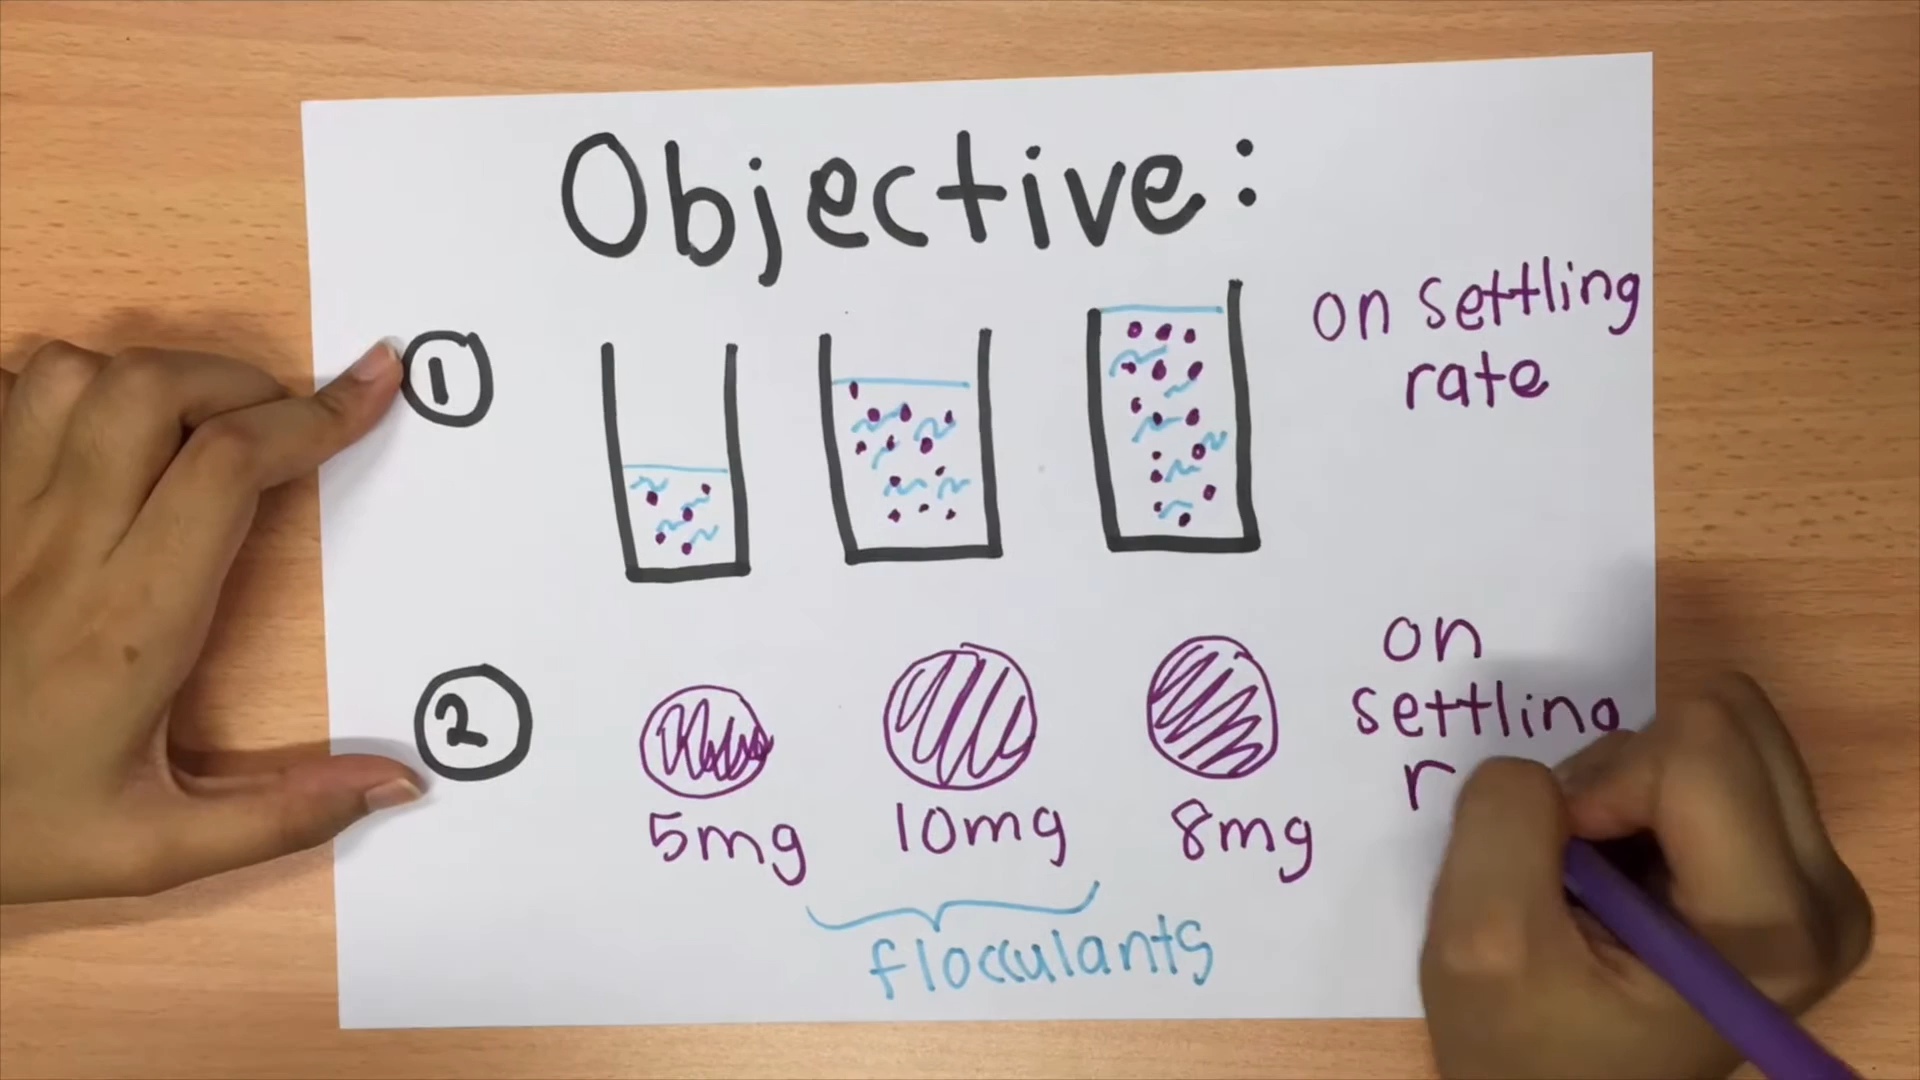 Objective:
1
on settling
rate
2
on
settling
r
5mg 10mg 8mg
flocculants